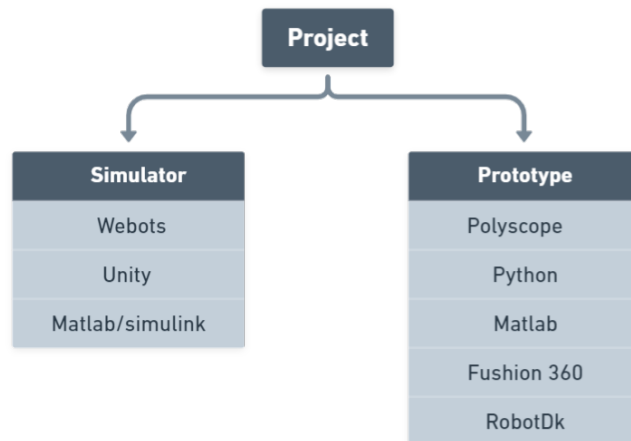 Project
Simulator
Webots
Unity
Matlab/simulink
Prototype
Polyscope
Python
Matlab
Fushion 360
RobotDk